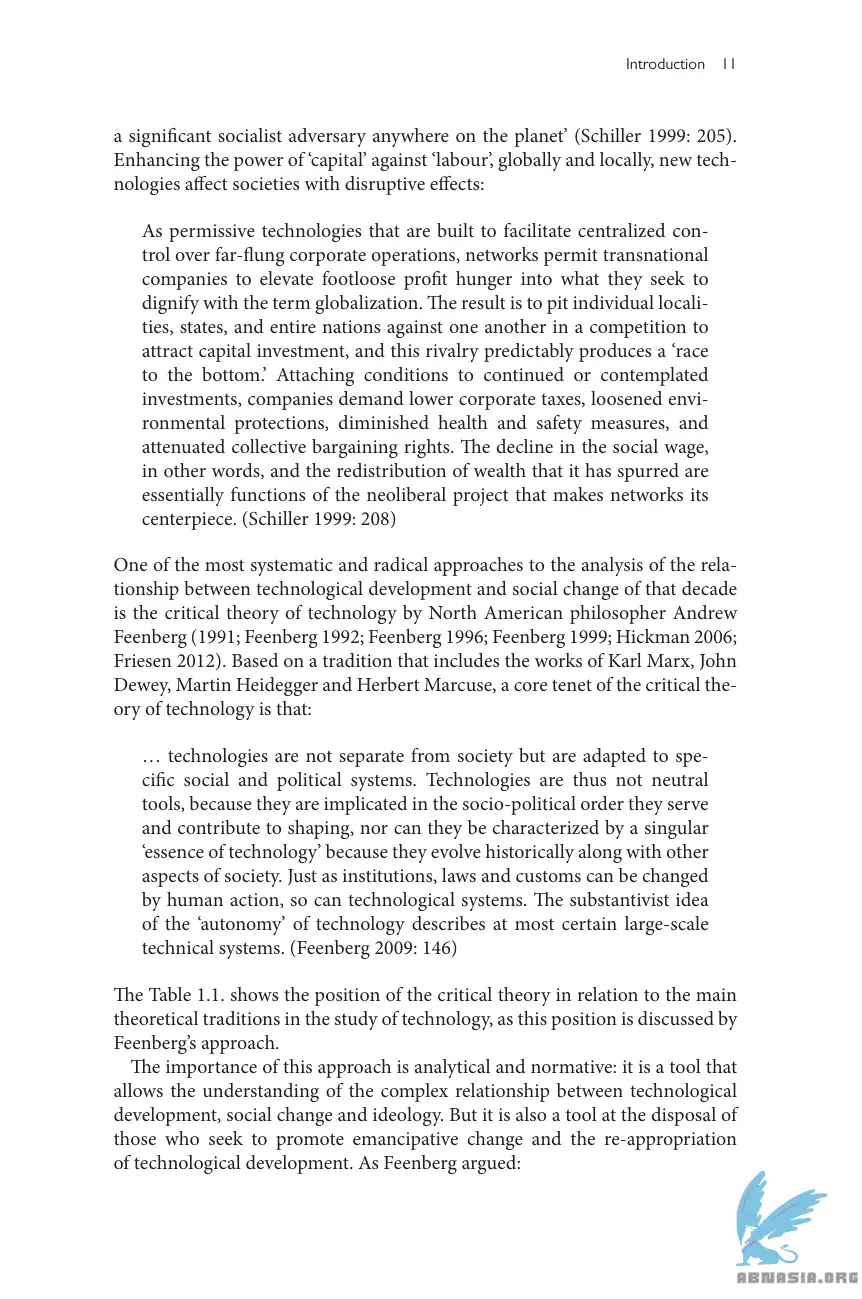 Introduction 11
a significant socialist adversary anywhere on the planet’ (Schiller 1999: 205).
Enhancing the power of ‘capital’ against ‘labour’, globally and locally, new tech-
nologies affect societies with disruptive effects:
As permissive technologies that are built to facilitate centralized con-
trol over far-flung corporate operations, networks permit transnational
companies to elevate footloose profit hunger into what they seek to
dignify with the term globalization. The result is to pit individual locali-
ties, states, and entire nations against one another in a competition to
attract capital investment, and this rivalry predictably produces a ‘race
to the bottom.’ Attaching conditions to continued or contemplated
investments, companies demand lower corporate taxes, loosened envi-
ronmental protections, diminished health and safety measures, and
attenuated collective bargaining rights. The decline in the social wage,
in other words, and the redistribution of wealth that it has spurred are
essentially functions of the neoliberal project that makes networks its
centerpiece. (Schiller 1999: 208)
One of the most systematic and radical approaches to the analysis of the rela-
tionship between technological development and social change of that decade
is the critical theory of technology by North American philosopher Andrew
Feenberg (1991; Feenberg 1992; Feenberg 1996; Feenberg 1999; Hickman 2006;
Friesen 2012). Based on a tradition that includes the works of Karl Marx, John
Dewey, Martin Heidegger and Herbert Marcuse, a core tenet of the critical the-
ory of technology is that:
… technologies are not separate from society but are adapted to spe-
cific social and political systems. Technologies are thus not neutral
tools, because they are implicated in the socio-political order they serve
and contribute to shaping, nor can they be characterized by a singular
‘essence of technology’ because they evolve historically along with other
aspects of society. Just as institutions, laws and customs can be changed
by human action, so can technological systems. The substantivist idea
of the ‘autonomy’ of technology describes at most certain large-scale
technical systems. (Feenberg 2009: 146)
The Table 1.1. shows the position of the critical theory in relation to the main
theoretical traditions in the study of technology, as this position is discussed by
Feenberg’s approach.
The importance of this approach is analytical and normative: it is a tool that
allows the understanding of the complex relationship between technological
development, social change and ideology. But it is also a tool at the disposal of
those who seek to promote emancipative change and the re-appropriation
of technological development. As Feenberg argued:
ABNASIA.ORG